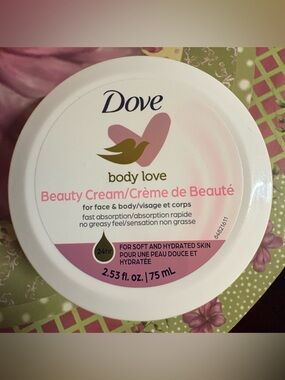 Dove
body love
Beauty Cream/Crème de Beauté
for face & body/visage et corps
fast absorption/absorption rapide
no greasy feel/sensation non grasse
24hr
FOR SOFT AND HYDRATED SKIN
POUR UNE PEAU DOUCE ET
HYDRATÉE
2.53 fl. oz. | 75 mL